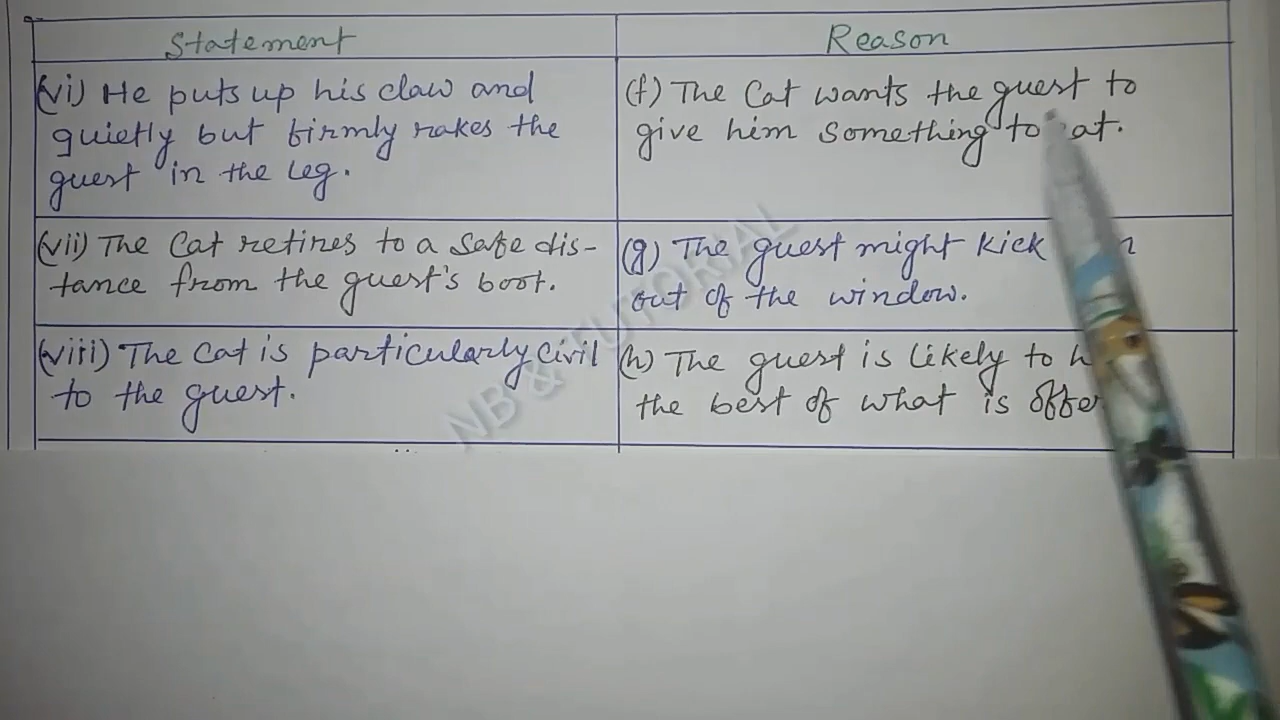 Statement
Reason
(vi) He puts up his claw and
quietly but firmly rakes the
guest in the leg.
(f) The Cat wants the guest to
give him something to
(vii) The Cat retires to a safe dis-
tance from the guest's boot.
(g) The guest might kick
out of the window.
(viii) The cat is particularly civil
to the guest.
(h) The guest is likely to
the best of what is
NB & TUTORIAL